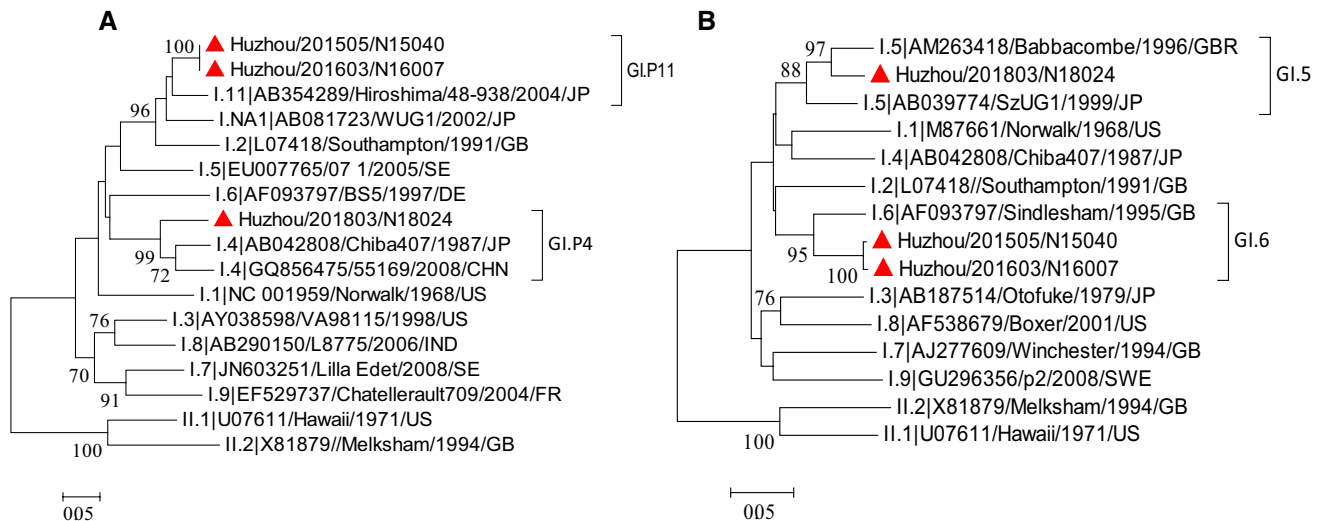 A
100 Huzhou/201505/N15040
Huzhou/201603/N16007
GI.P11
I.11|AB354289/Hiroshima/48-938/2004/JP
96 I.NA1|AB081723/WUG1/2002/JP
I.2|L07418/Southampton/1991/GB
I.5|EU007765/07 1/2005/SE
I.6|AF093797/BS5/1997/DE
Huzhou/201803/N18024
I.4|AB042808/Chiba407/1987/JP
GI.P4
99
72 I.4|GQ856475/55169/2008/CHN
I.1|NC 001959/Norwalk/1968/US
76 I.3|AY038598/VA98115/1998/US
I.8|AB290150/L8775/2006/IND
70 I.7|JN603251/Lilla Edet/2008/SE
91 I.9|EF529737/Chatellerault709/2004/FR
II.1|U07611/Hawaii/1971/US
100 II.2|X81879//Melksham/1994/GB
005
B
97 I.5|AM263418/Babbacombe/1996/GBR
88 Huzhou/201803/N18024
GI.5
I.5|AB039774/SzUG1/1999/JP
I.1|M87661/Norwalk/1968/US
I.4|AB042808/Chiba407/1987/JP
I.2|L07418//Southampton/1991/GB
I.6|AF093797/Sindlesham/1995/GB
95 Huzhou/201505/N15040
GI.6
100 Huzhou/201603/N16007
76 I.3|AB187514/Otofuke/1979/JP
I.8|AF538679/Boxer/2001/US
I.7|AJ277609/Winchester/1994/GB
I.9|GU296356/p2/2008/SWE
II.2|X81879/Melksham/1994/GB
100 II.1|U07611/Hawaii/1971/US
005